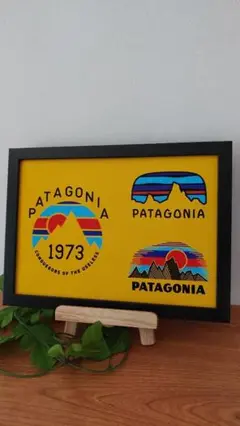 PATAGONIA
1973
CONQUERORS OF THE USELESS
PATAGONIA
PATAGONIA